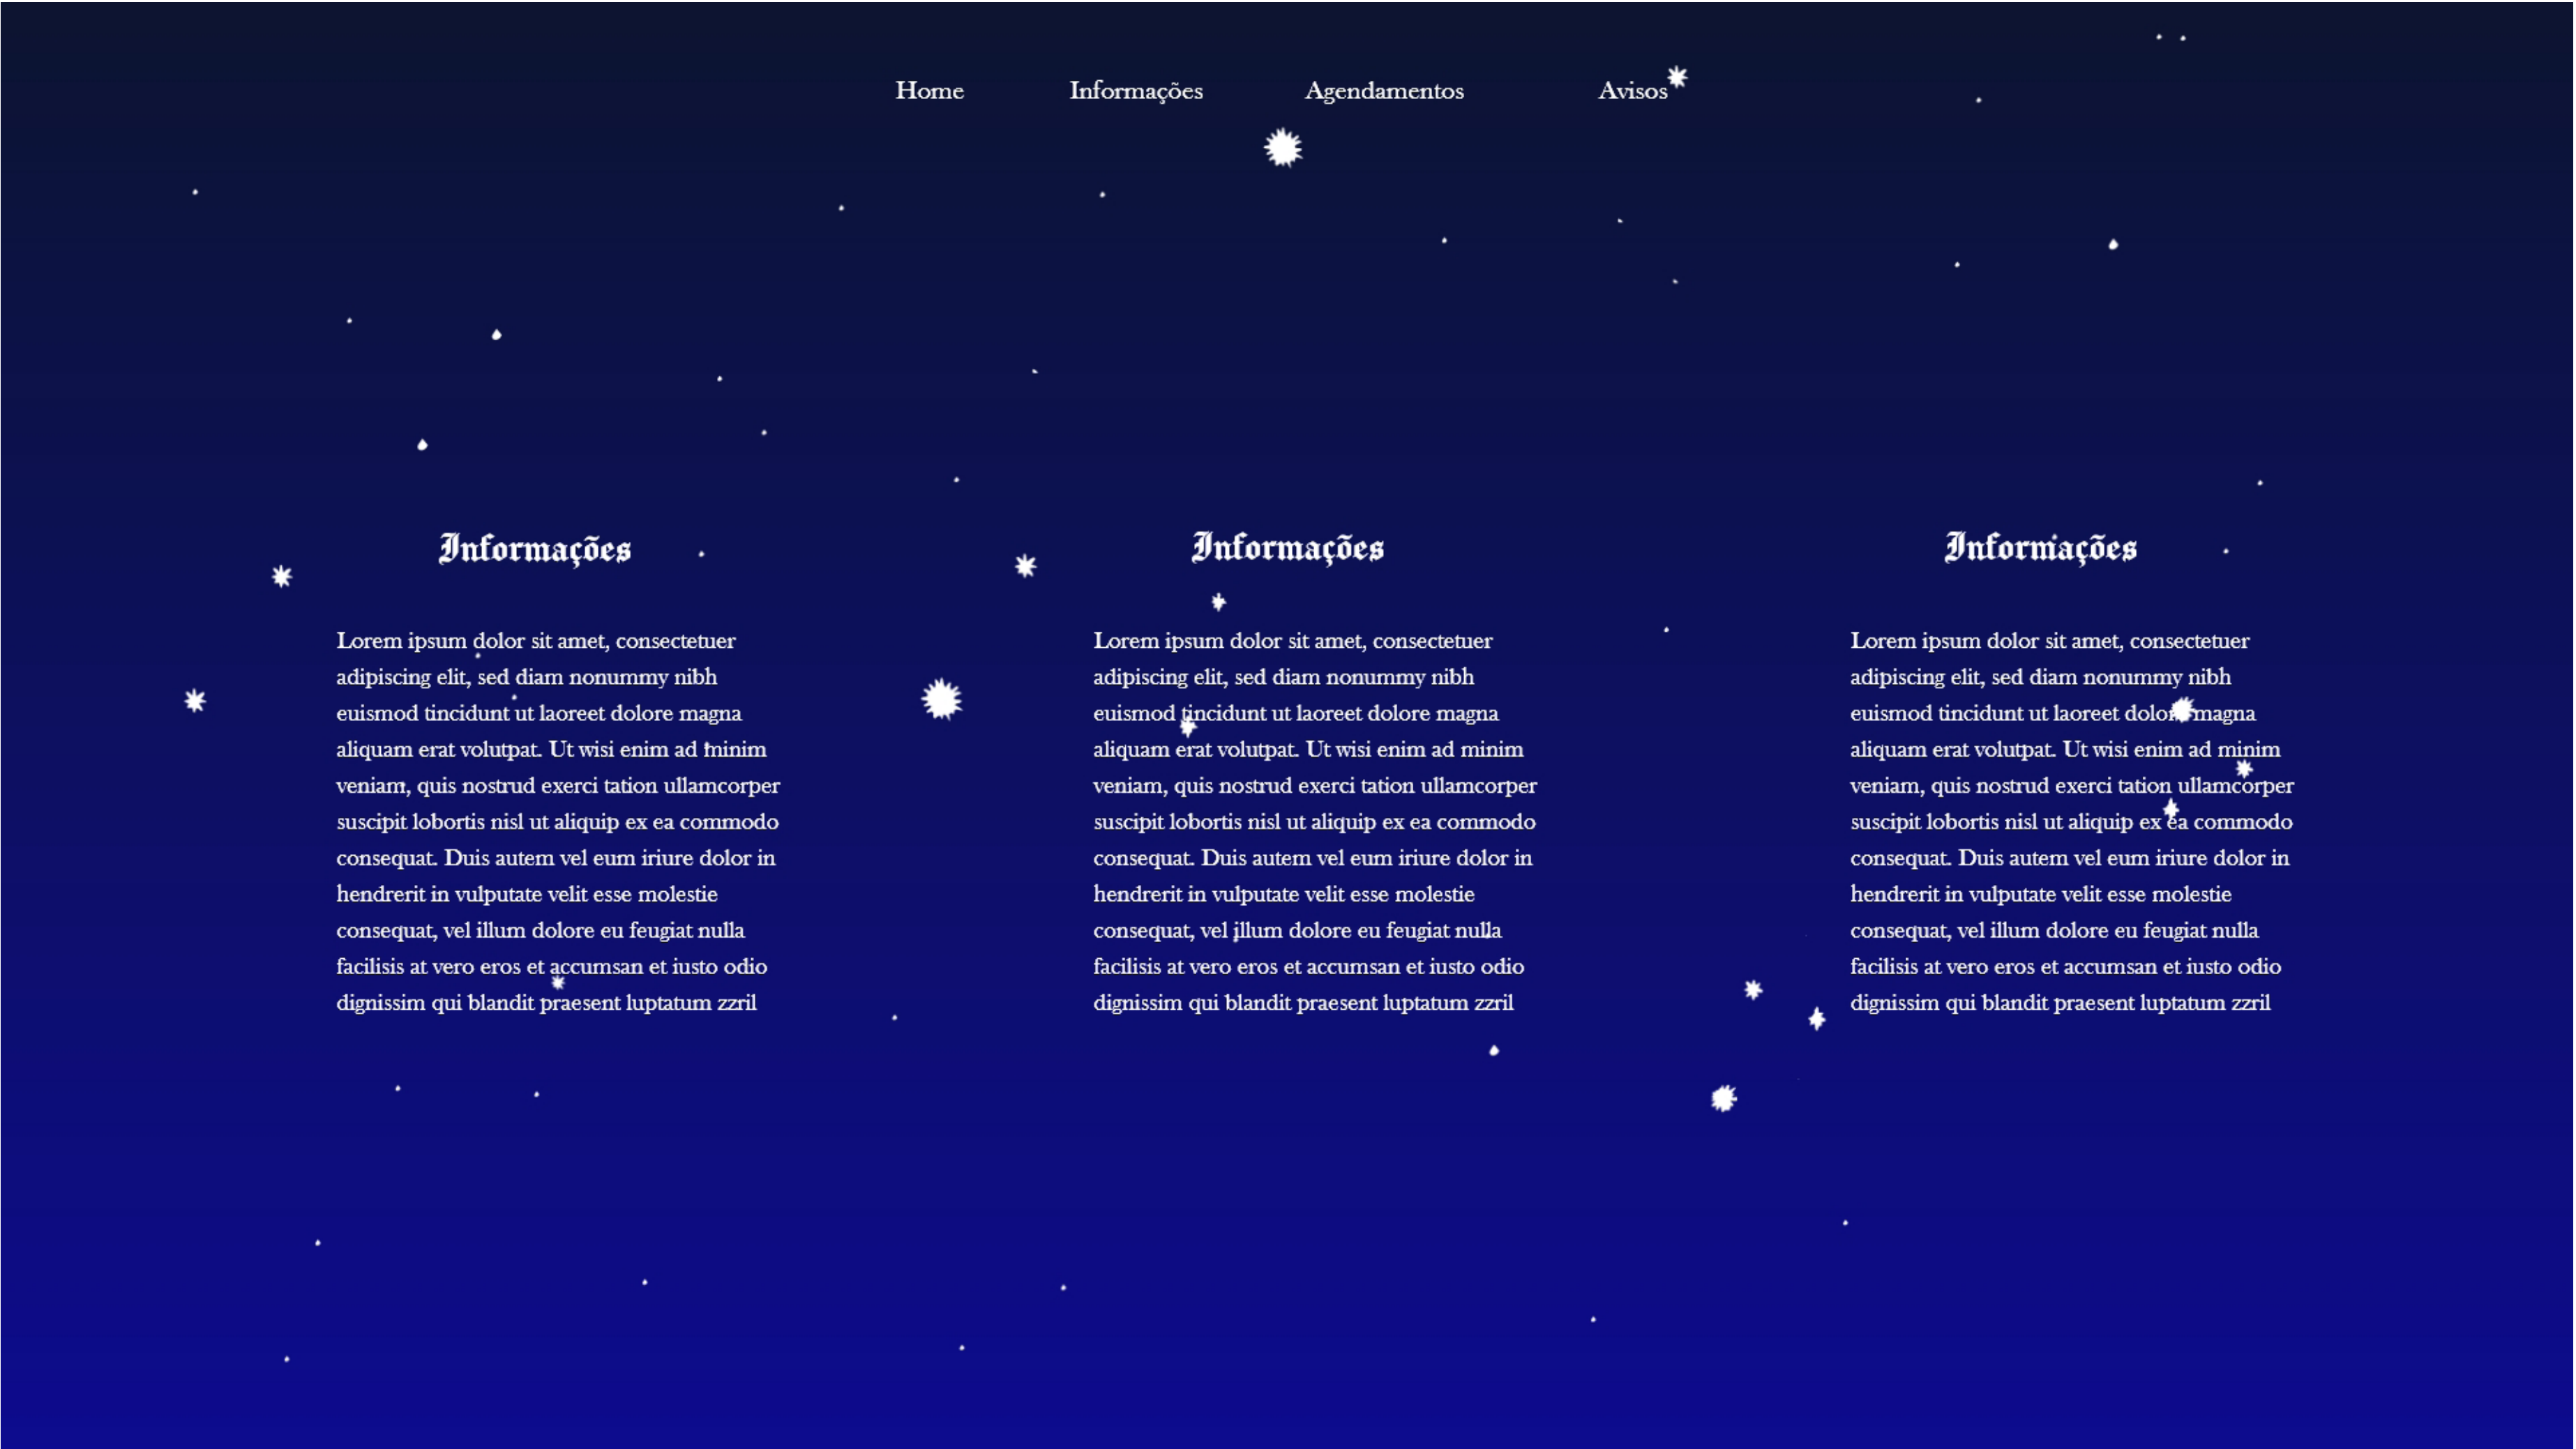 Home Informações Agendamentos Avisos
Informações
Lorem ipsum dolor sit amet, consectetuer
adipiscing elit, sed diam nonummy nibh
euismod tincidunt ut laoreet dolore magna
aliquam erat volutpat. Ut wisi enim ad minim
veniam, quis nostrud exerci tation ullamcorper
suscipit lobortis nisl ut aliquip ex ea commodo
consequat. Duis autem vel eum iriure dolor in
hendrerit in vulputate velit esse molestie
consequat, vel illum dolore eu feugiat nulla
facilisis at vero eros et accumsan et iusto odio
dignissim qui blandit praesent luptatum zzril
Informações
Lorem ipsum dolor sit amet, consectetuer
adipiscing elit, sed diam nonummy nibh
euismod tincidunt ut laoreet dolore magna
aliquam erat volutpat. Ut wisi enim ad minim
veniam, quis nostrud exerci tation ullamcorper
suscipit lobortis nisl ut aliquip ex ea commodo
consequat. Duis autem vel eum iriure dolor in
hendrerit in vulputate velit esse molestie
consequat, vel illum dolore eu feugiat nulla
facilisis at vero eros et accumsan et iusto odio
dignissim qui blandit praesent luptatum zzril
Informações
Lorem ipsum dolor sit amet, consectetuer
adipiscing elit, sed diam nonummy nibh
euismod tincidunt ut laoreet dolore magna
aliquam erat volutpat. Ut wisi enim ad minim
veniam, quis nostrud exerci tation ullamcorper
suscipit lobortis nisl ut aliquip ex ea commodo
consequat. Duis autem vel eum iriure dolor in
hendrerit in vulputate velit esse molestie
consequat, vel illum dolore eu feugiat nulla
facilisis at vero eros et accumsan et iusto odio
dignissim qui blandit praesent luptatum zzril